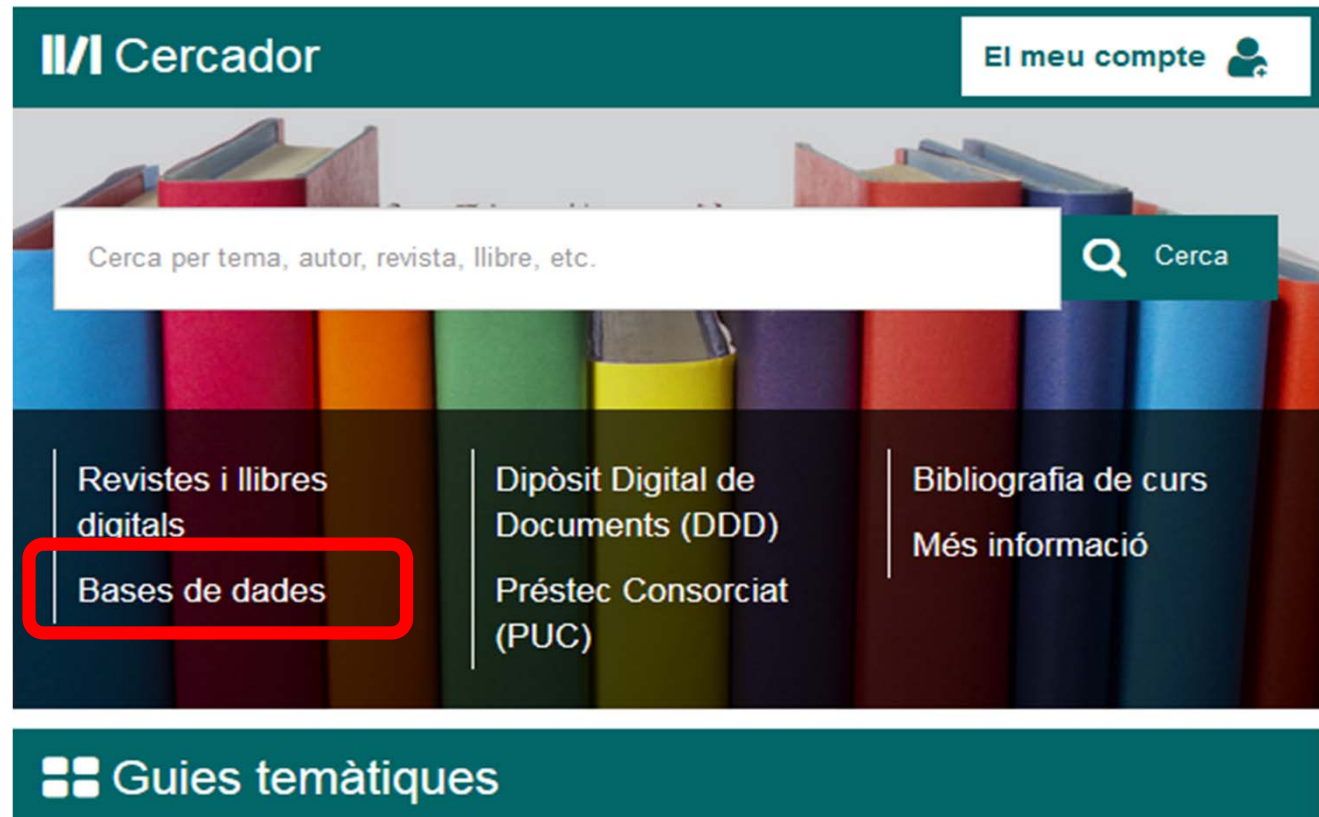 Cercador
El meu compte
Cerca per tema, autor, revista, llibre, etc.
Cerca
Revistes i llibres
digitals
Bases de dades
Dipòsit Digital de
Documents (DDD)
Préstec Consorciat
(PUC)
Bibliografia de curs
Més informació
Guies temàtiques